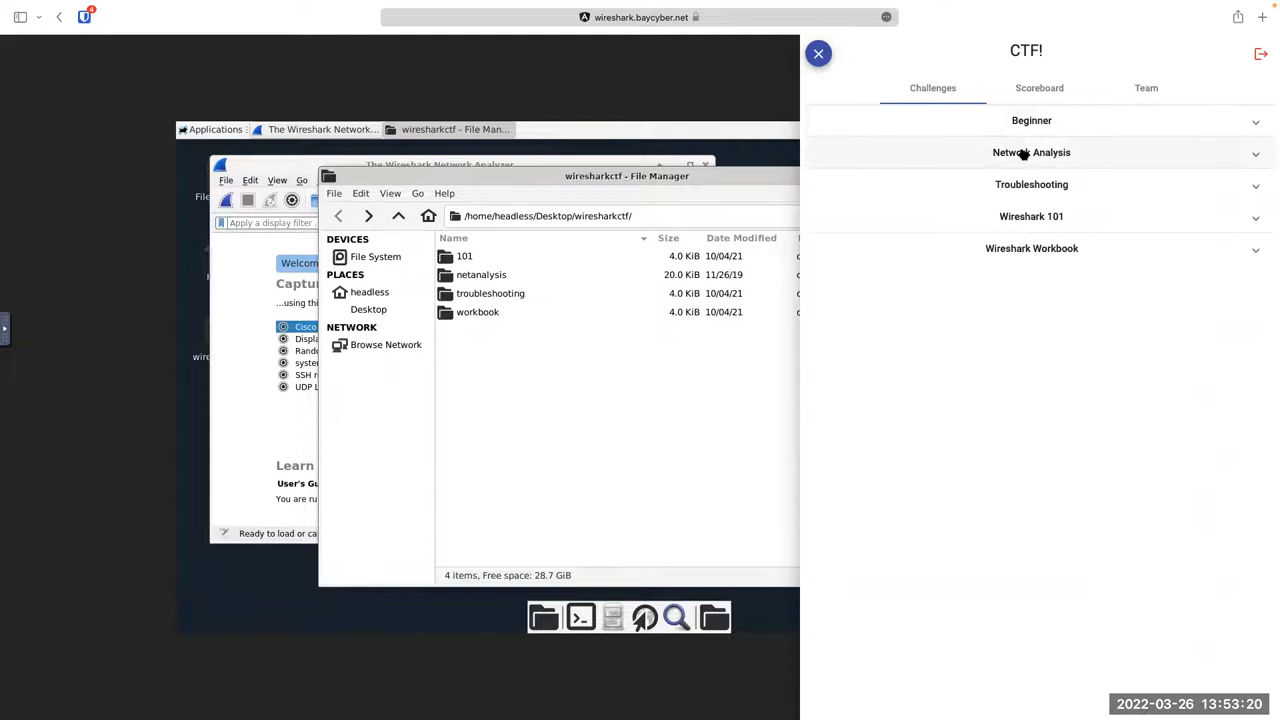 4
wireshark.baycyber.net
CTF!
Challenges Scoreboard Team
Beginner
Network Analysis
Troubleshooting
Wireshark 101
Wireshark Workbook
Applications
The Wireshark Network...
wiresharkctf - File Man...
The Wireshark Network Analyzer
File Edit View Go
Apply a display filter
Welcom
Captur
...using thi
Cisco
Displa
Rando
syste
SSH r
UDP L
Learn
User's Gu
You are ru
Ready to load or ca
File
wire
wiresharkctf - File Manager
File Edit View Go Help
/home/headless/Desktop/wiresharkctf/
DEVICES
File System
PLACES
headless
Desktop
NETWORK
Browse Network
Name Size Date Modified
101 4.0 KiB 10/04/21
netanalysis 20.0 KiB 11/26/19
troubleshooting 4.0 KiB 10/04/21
workbook 4.0 KiB 10/04/21
4 items, Free space: 28.7 GiB
2022-03-26 13:53:20